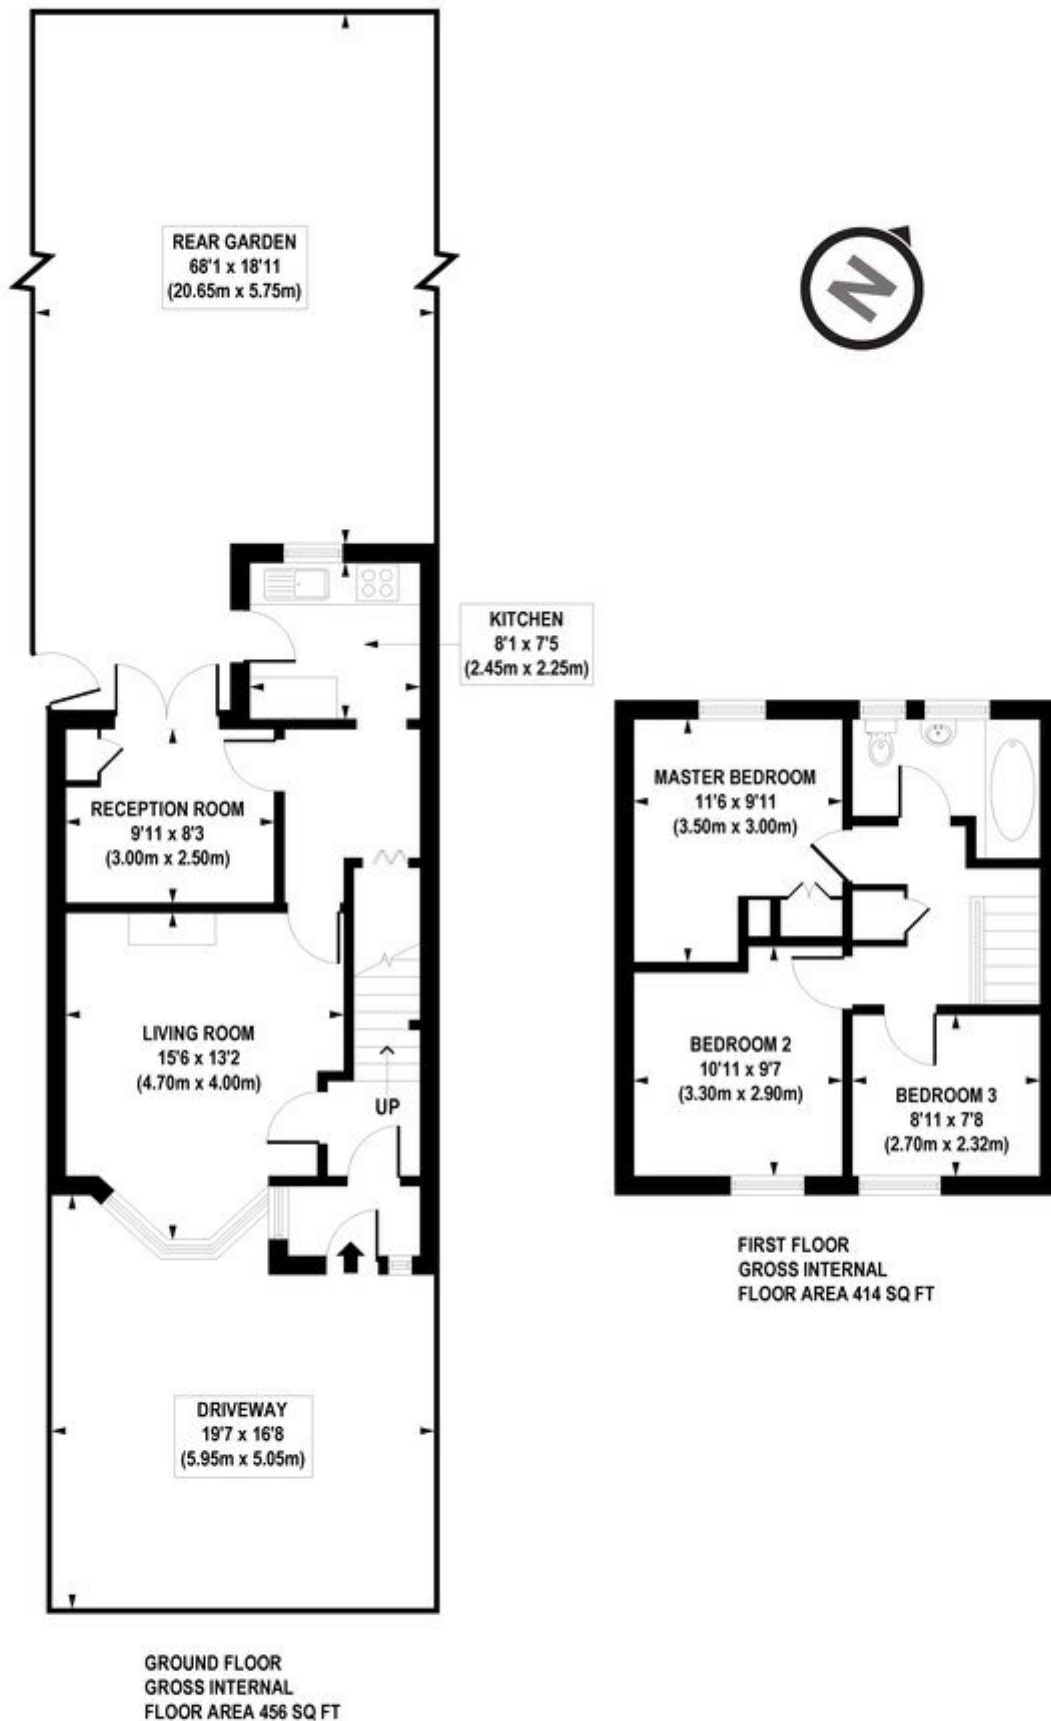 REAR GARDEN
68'1 x 18'11
(20.65m x 5.75m)
N
KITCHEN
8'1 x 7'5
(2.45m x 2.25m)
RECEPTION ROOM
9'11 x 8'3
(3.00m x 2.50m)
LIVING ROOM
15'6 x 13'2
(4.70m x 4.00m)
UP
DRIVEWAY
19'7 x 16'8
(5.95m x 5.05m)
GROUND FLOOR
GROSS INTERNAL
FLOOR AREA 456 SQ FT
MASTER BEDROOM
11'6 x 9'11
(3.50m x 3.00m)
BEDROOM 2
10'11 x 9'7
(3.30m x 2.90m)
BEDROOM 3
8'11 x 7'8
(2.70m x 2.32m)
FIRST FLOOR
GROSS INTERNAL
FLOOR AREA 414 SQ FT